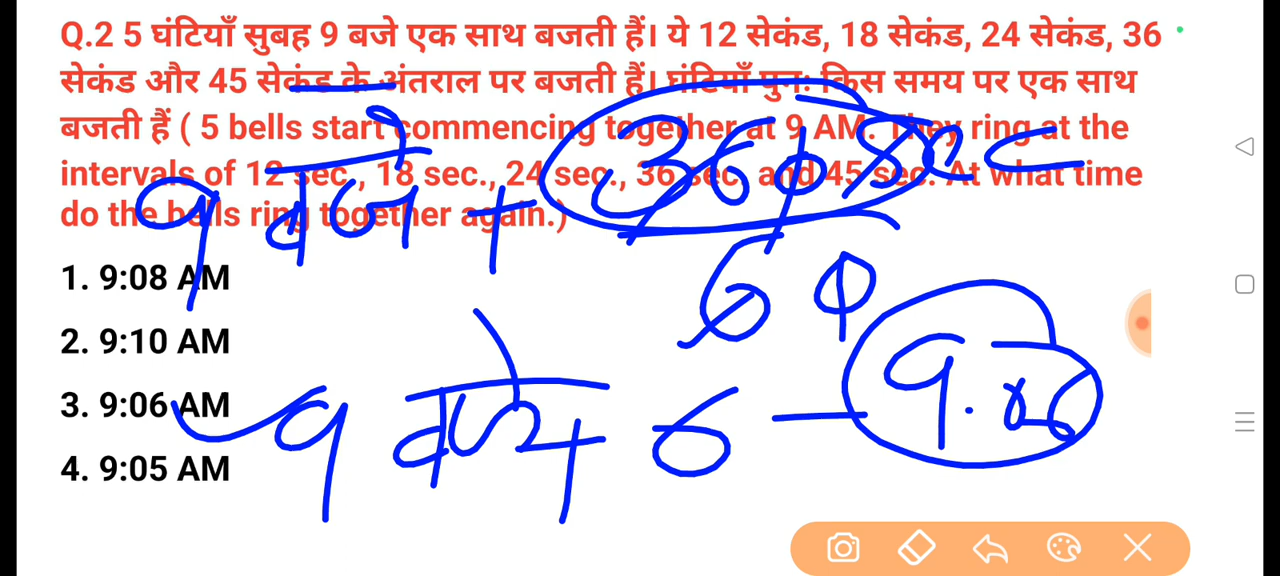 Q.2 5 घंटियाँ सुबह 9 बजे एक साथ बजती हैं। ये 12 सेकंड, 18 सेकंड, 24 सेकंड, 36
सेकंड और 45 सेकंड के अंतराल पर बजती हैं। घंटियाँ पुनः किस समय पर एक साथ
बजती हैं ( 5 bells start commencing together at 9 AM. They ring at the
intervals of 12 sec., 18 sec., 24 sec., 36 sec. and 45 sec. At what time
do the bells ring together again.)
9 बजे + 360 sec
60
1. 9:08 AM
2. 9:10 AM
3. 9:06 AM
9 बजे + 6 — 9.06
4. 9:05 AM